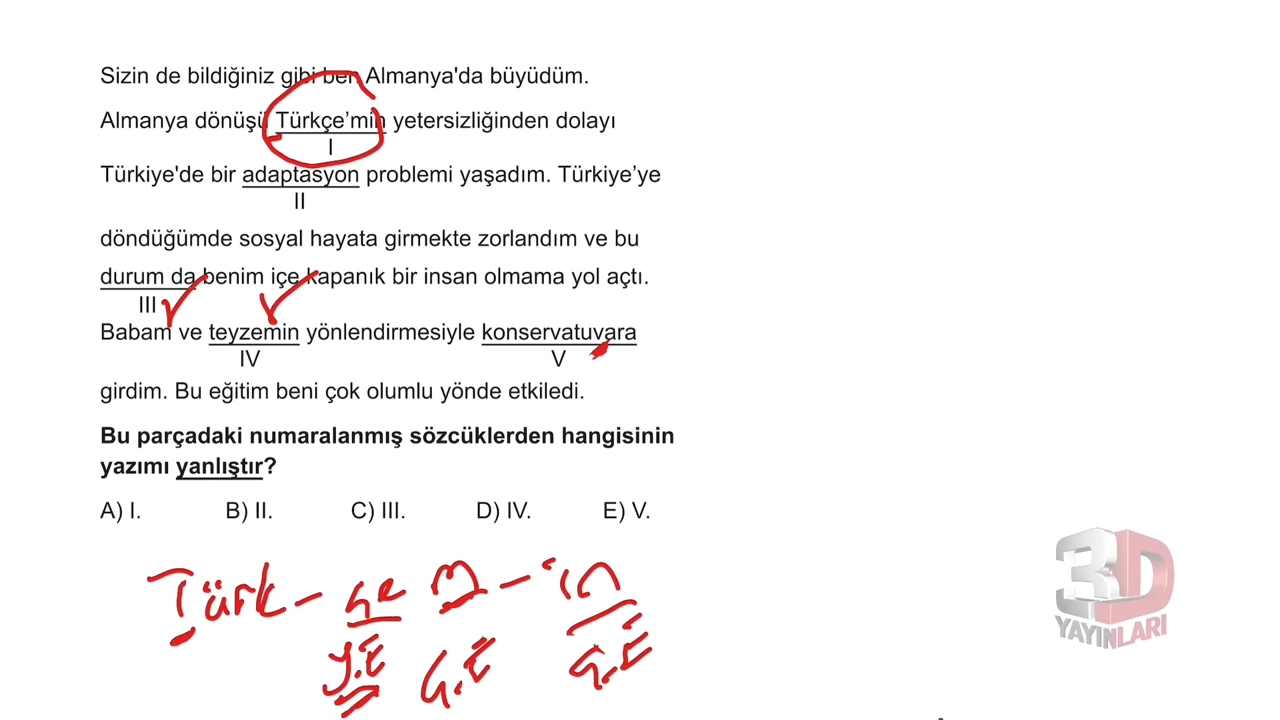 Sizin de bildiğiniz gibi ben Almanya'da büyüdüm.
Almanya dönüşü Türkçe’min yetersizliğinden dolayı
I
Türkiye'de bir adaptasyon problemi yaşadım. Türkiye’ye
II
döndüğümde sosyal hayata girmekte zorlandım ve bu
durum da benim içe kapanık bir insan olmama yol açtı.
III
Babam ve teyzemin yönlendirmesiyle konservatuvara
IV V
girdim. Bu eğitim beni çok olumlu yönde etkiledi.
Bu parçadaki numaralanmış sözcüklerden hangisinin
yazımı yanlıştır?
A) I. B) II. C) III. D) IV. E) V.
Türk - çe m - in
Y.E Ç.E Ç.E
3D
YAYINLARI